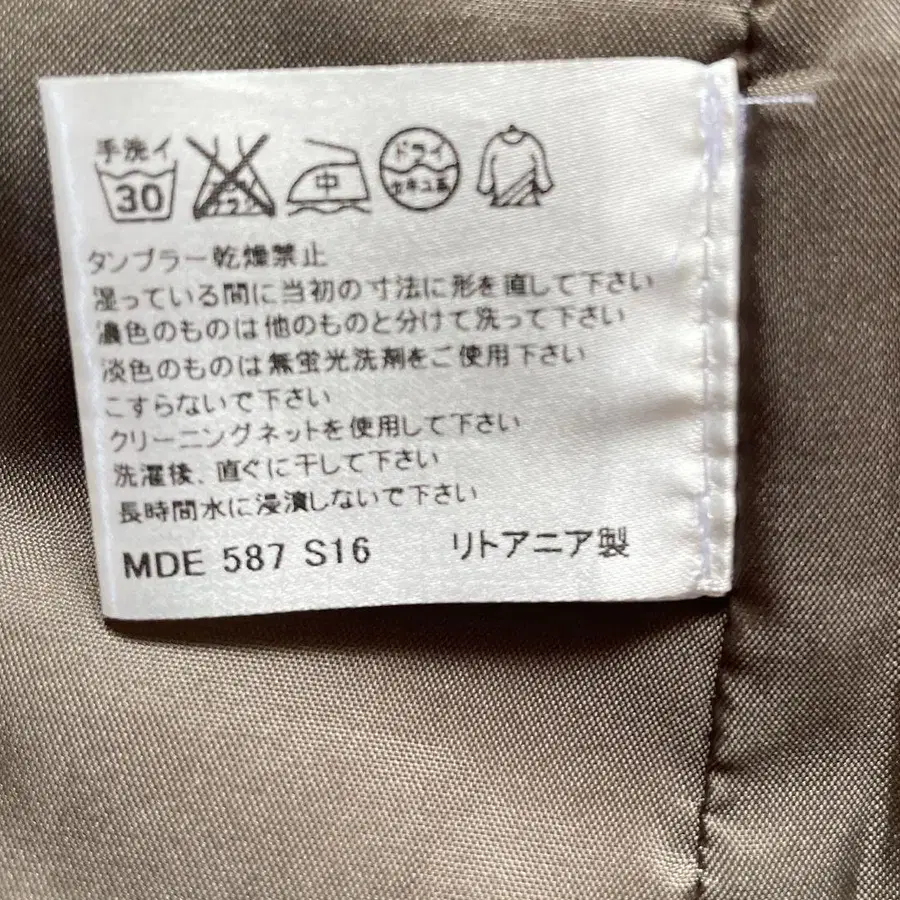 手洗イ
30
中
ドライ
セキユ系
タンブラー乾燥禁止
湿っている間に当初の寸法に形を直して下さい
濃色のものは他のものと分けて洗って下さい
淡色のものは無蛍光洗剤をご使用下さい
こすらないで下さい
クリーニングネットを使用して下さい
洗濯後、直ぐに干して下さい
長時間水に浸漬しないで下さい
MDE 587 S16 リトアニア製